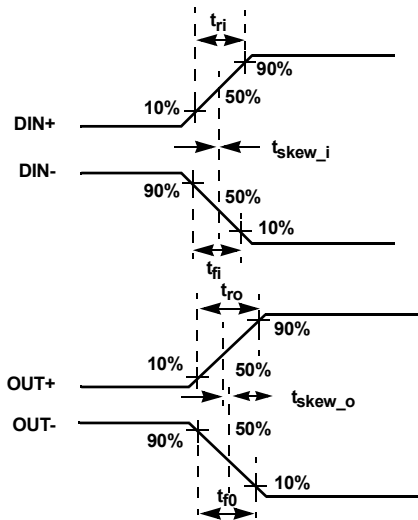 tri
90%
10%
50%
DIN+
tskew_i
DIN-
90%
50%
10%
tfi
tro
90%
10%
50%
OUT+
tskew_o
OUT-
50%
90%
10%
tf0